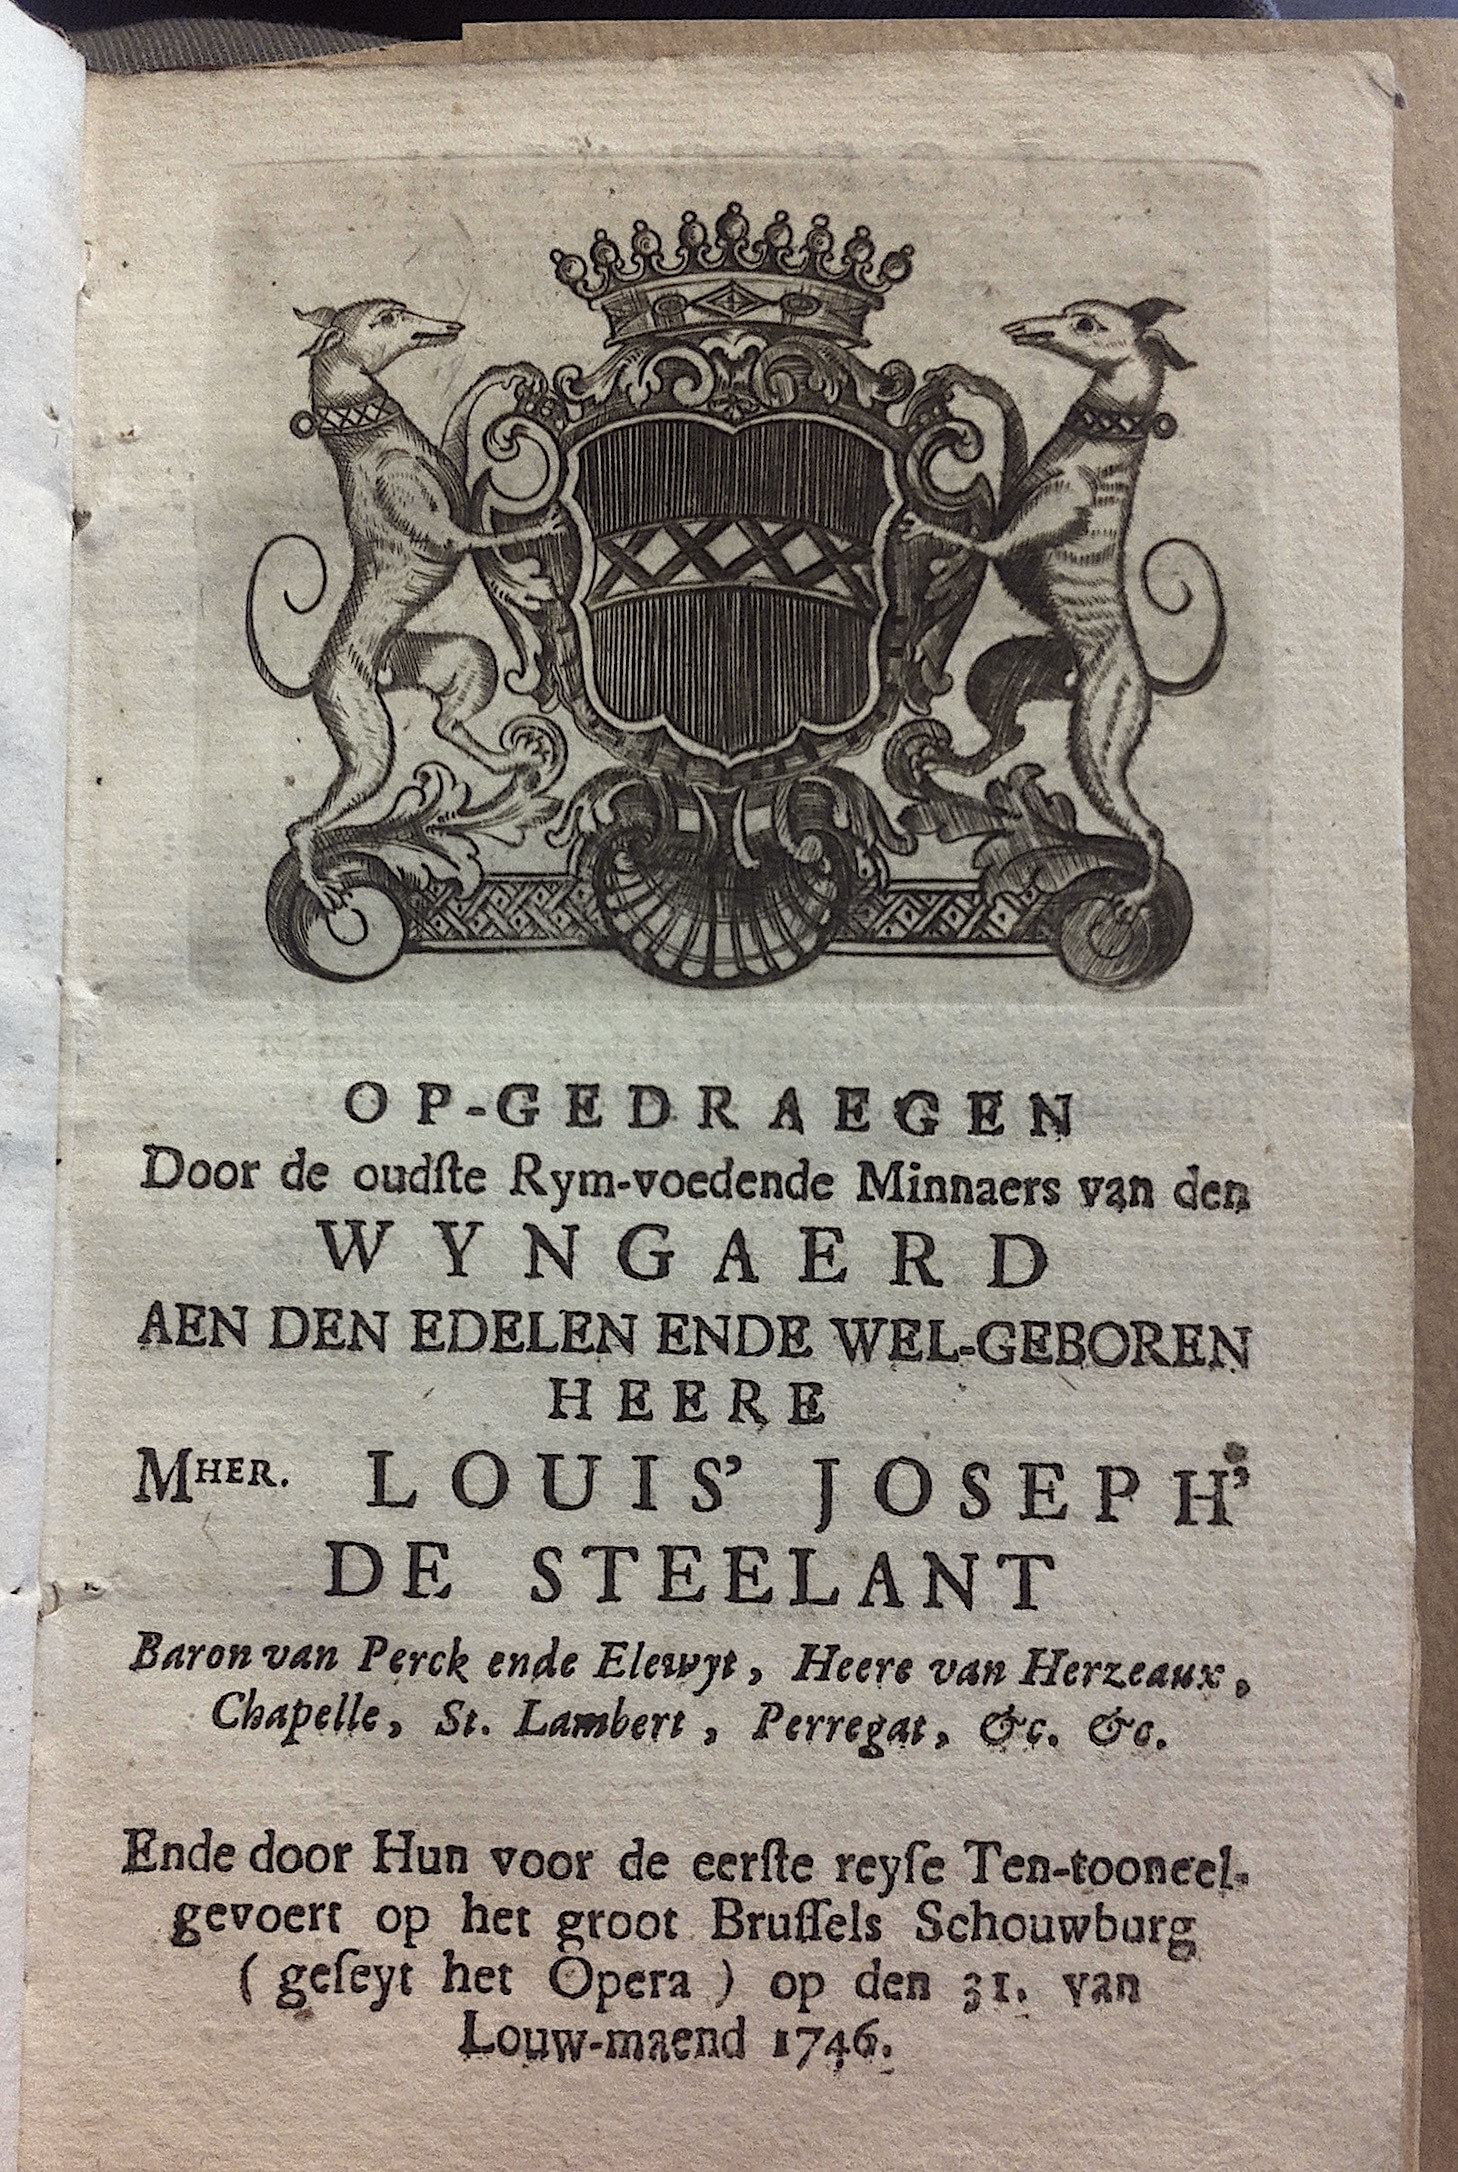 OP-GEDRAEGEN
Door de oudſte Rym-voedende Minnaers van den
WYNGAERD
AEN DEN EDELEN ENDE WEL-GEBOREN
HEERE
MHER. LOUIS' JOSEPH'
DE STEELANT
Baron van Perck ende Elewyt, Heere van Herzeaux,
Chapelle, St. Lambert, Perregat, &c. &c.
Ende door Hun voor de eerſte reyſe Ten-tooneel-
gevoert op het groot Bruſſels Schouwburg
( geſeyt het Opera ) op den 31. van
Louw-maend 1746.